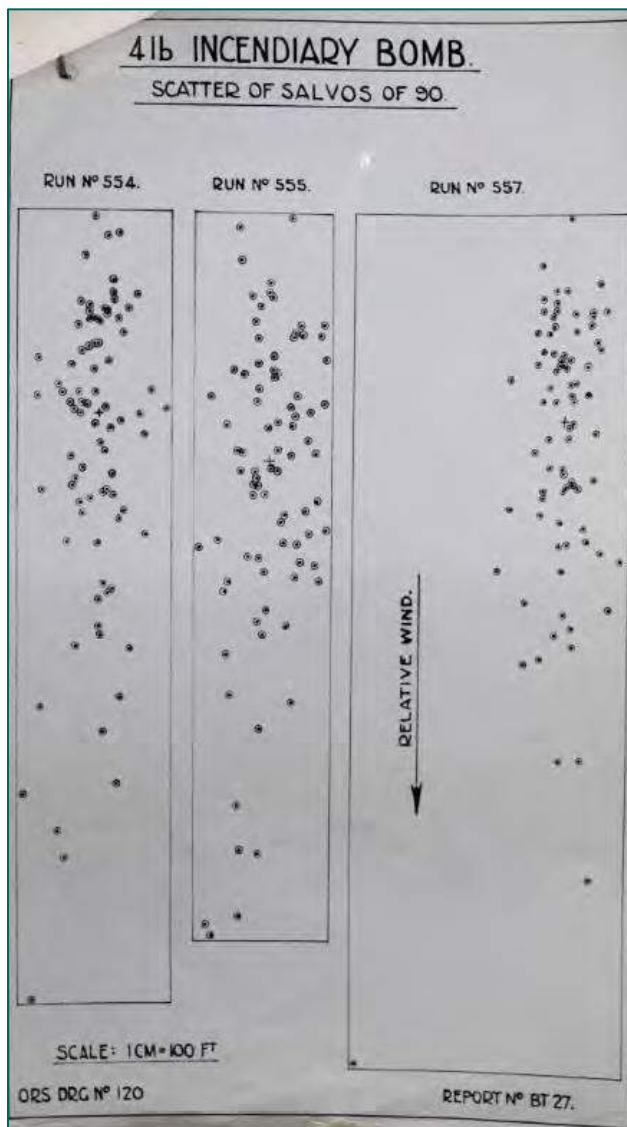 4lb INCENDIARY BOMB.
SCATTER OF SALVOS OF 90.
RUN Nº 554.
RUN Nº 555.
RUN Nº 557.
RELATIVE WIND.
SCALE: 1CM=100 FT
ORS DRG Nº 120
REPORT Nº BT 27.